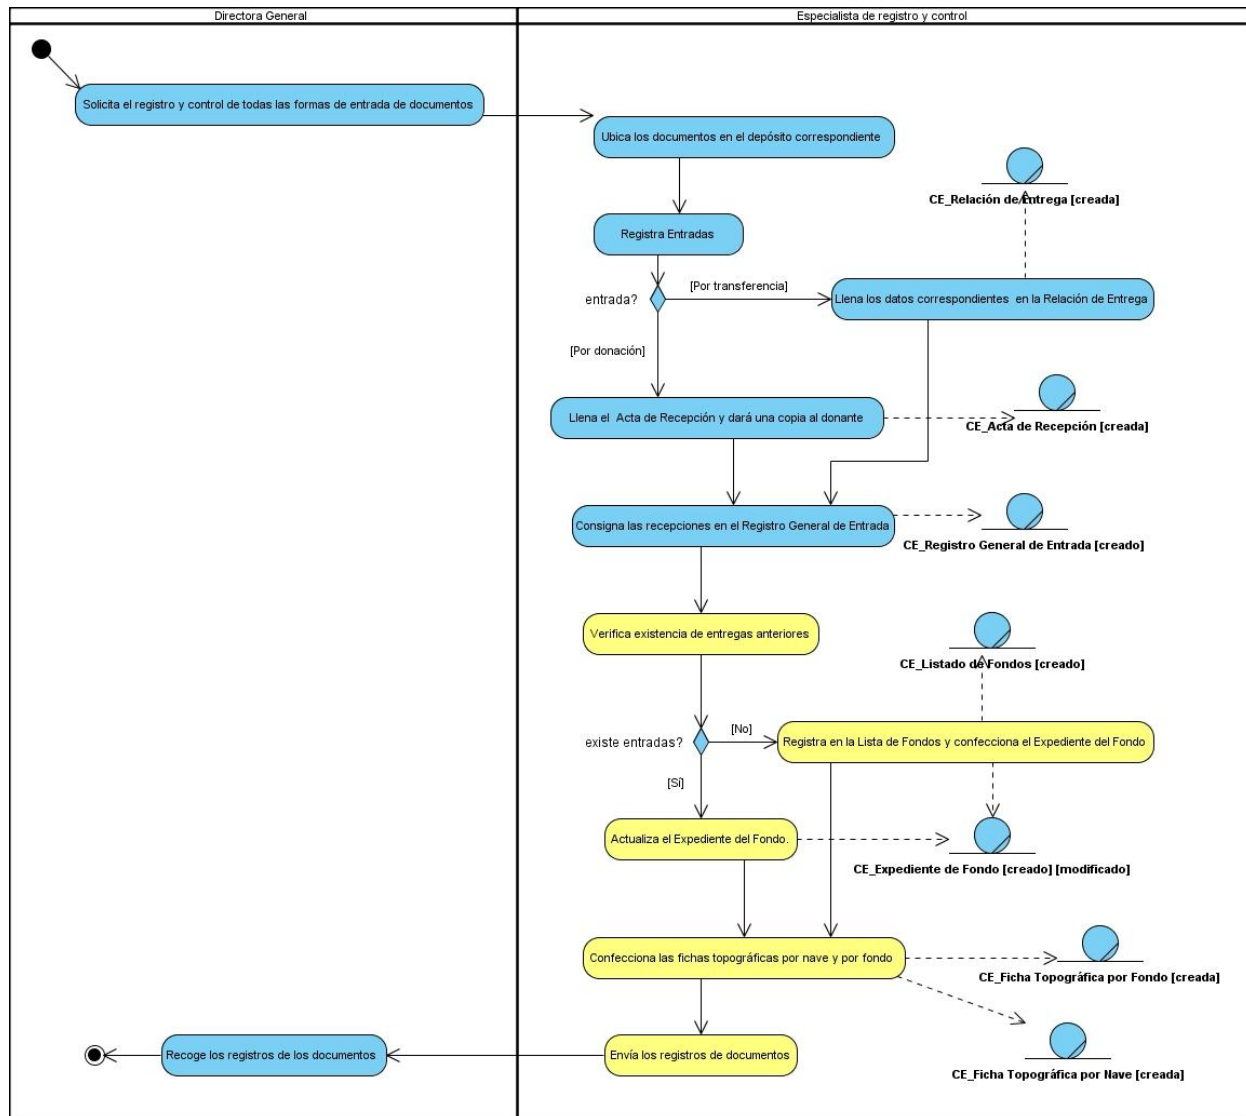 Directora General
Especialista de registro y control
Solicita el registro y control de todas las formas de entrada de documentos
Ubica los documentos en el depósito correspondiente
CE_Relación de Entrega [creada]
Registra Entradas
[Por transferencia]
entrada?
Llena los datos correspondientes en la Relación de Entrega
[Por donación]
Llena el Acta de Recepción y dará una copia al donante
CE_Acta de Recepción [creada]
Consigna las recepciones en el Registro General de Entrada
CE_Registro General de Entrada [creado]
Verifica existencia de entregas anteriores
CE_Listado de Fondos [creado]
[No]
existe entradas?
Registra en la Lista de Fondos y confecciona el Expediente del Fondo
[Sí]
Actualiza el Expediente del Fondo.
CE_Expediente de Fondo [creado] [modificado]
Confecciona las fichas topográficas por nave y por fondo
CE_Ficha Topográfica por Fondo [creada]
Recoge los registros de los documentos
Envía los registros de documentos
CE_Ficha Topográfica por Nave [creada]